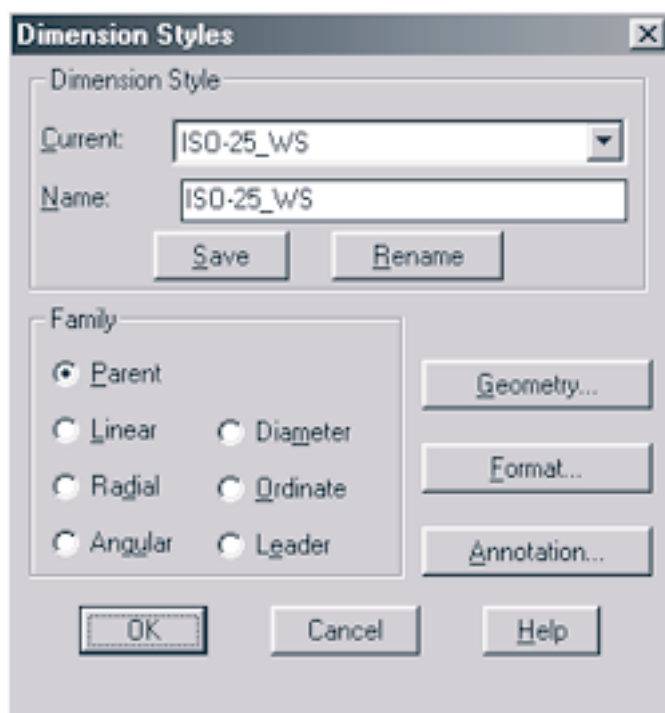 Dimension Styles
Dimension Style
Current: ISO-25_WS
Name: ISO-25_WS
Save Rename
Family
Parent
Linear Diameter
Radial Ordinate
Angular Leader
Geometry...
Format...
Annotation...
OK Cancel Help